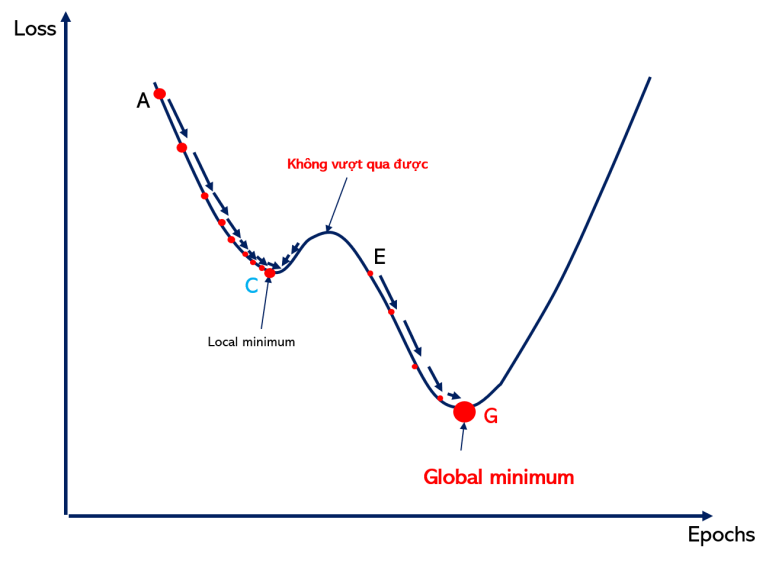 Loss
A
Không vượt qua được
E
C
Local minimum
G
Global minimum
Epochs